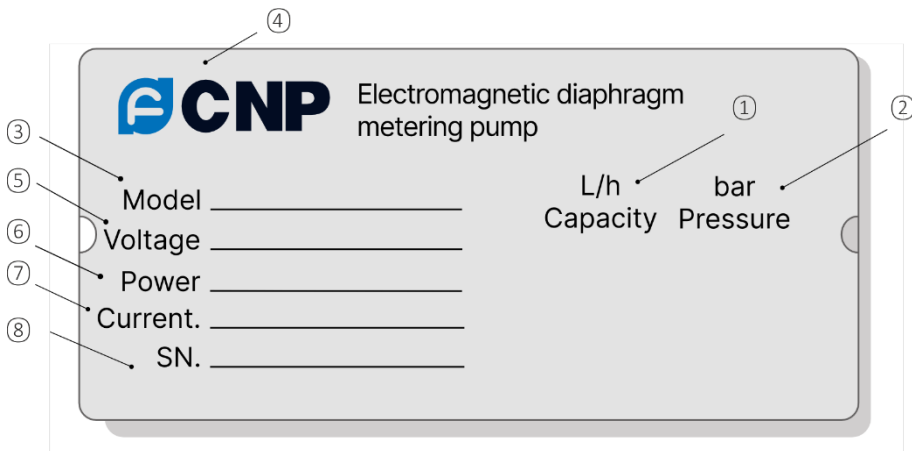 ④
CNP
Electromagnetic diaphragm
metering pump
①
②
③
L/h
bar
Model
Capacity
Pressure
⑤
Voltage
⑥
Power
⑦
Current.
⑧
SN.